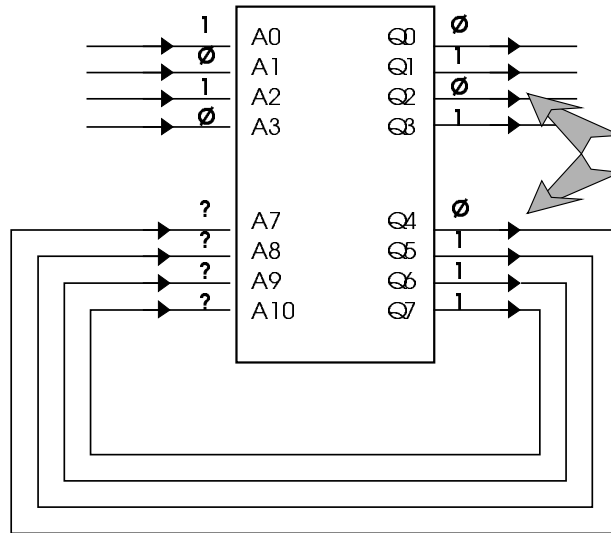 1 Ø
A0 Q0
Ø 1
A1 Q1
1 Ø
A2 Q2
Ø 1
A3 Q3
? Ø
A7 Q4
? 1
A8 Q5
? 1
A9 Q6
? 1
A10 Q7